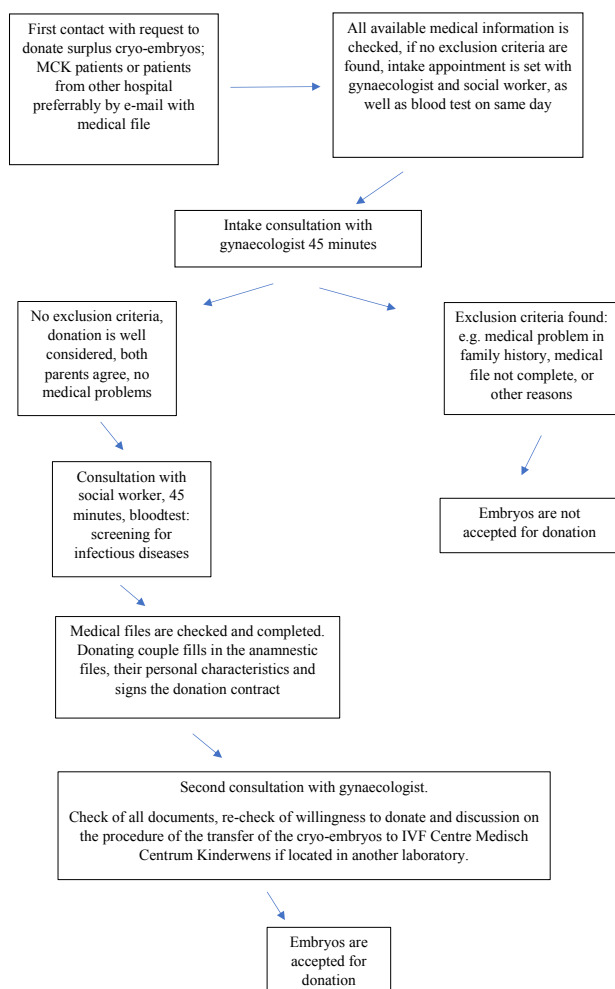 First contact with request to
donate surplus cryo-embryos;
MCK patients or patients
from other hospital
preferrably by e-mail with
medical file
All available medical information is
checked, if no exclusion criteria are
found, intake appointment is set with
gynaecologist and social worker, as
well as blood test on same day
Intake consultation with
gynaecologist 45 minutes
No exclusion criteria,
donation is well
considered, both
parents agree, no
medical problems
Exclusion criteria found:
e.g. medical problem in
family history, medical
file not complete, or
other reasons
Consultation with
social worker, 45
minutes, bloodtest:
screening for
infectious diseases
Embryos are not
accepted for donation
Medical files are checked and completed.
Donating couple fills in the anamnestic
files, their personal characteristics and
signs the donation contract
Second consultation with gynaecologist.
Check of all documents, re-check of willingness to donate and discussion on
the procedure of the transfer of the cryo-embryos to IVF Centre Medisch
Centrum Kinderwens if located in another laboratory.
Embryos are
accepted for
donation